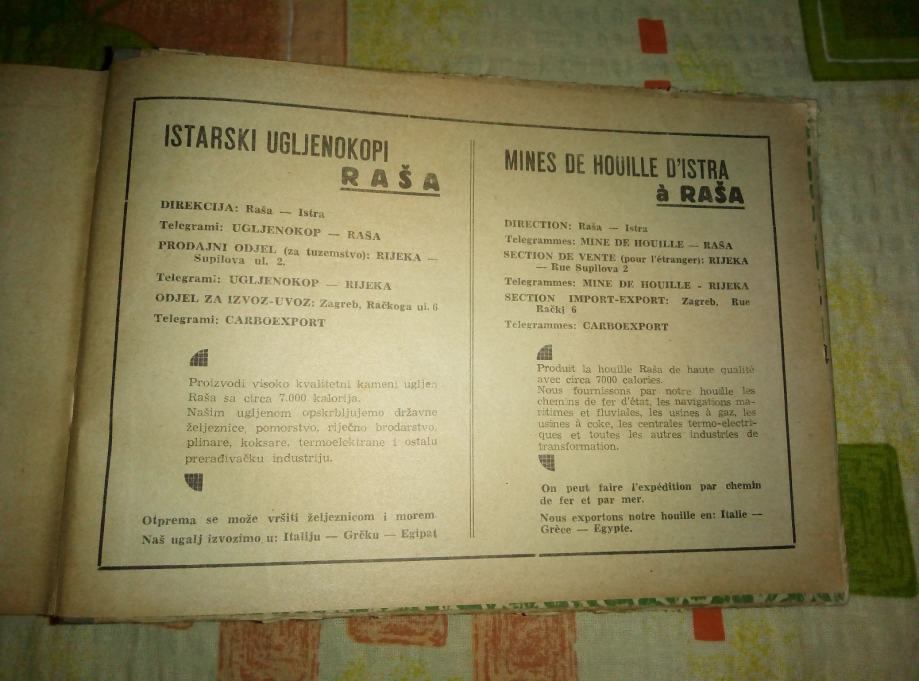 ISTARSKI UGLJENOKOPI
RAŠA
DIREKCIJA: Raša — Istra
Telegrami: UGLJENOKOP — RAŠA
PRODAJNI ODJEL (za tuzemstvo): RIJEKA —
Supilova ul. 2.
Telegrami: UGLJENOKOP — RIJEKA
ODJEL ZA IZVOZ-UVOZ: Zagreb, Račkoga ul. 6
Telegrami: CARBOEXPORT
Proizvodi visoko kvalitetni kameni ugljen
Raša sa circa 7.000 kalorija.
Našim ugljenom opskrbljujemo državne
željeznice, pomorstvo, riječno brodarstvo,
plinare, koksare, termoelektrane i ostalu
prerađivačku industriju.
Otprema se može vršiti željeznicom i morem.
Naš ugalj izvozimo u: Italiju — Grčku — Egipat
MINES DE HOUILLE D'ISTRA
à RAŠA
DIRECTION: Raša — Istra
Telegrammes: MINE DE HOUILLE — RAŠA
SECTION DE VENTE (pour l'étranger): RIJEKA
— Rue Supilova 2
Telegrammes: MINE DE HOUILLE - RIJEKA
SECTION IMPORT-EXPORT: Zagreb, Rue
Rački 6
Telegrammes: CARBOEXPORT
Produit la houille Raša de haute qualité
avec circa 7000 calories.
Nous fournissons par notre houille les
chemins de fer d'état, les navigations ma-
ritimes et fluviales, les usines à gaz, les
usines à coke, les centrales termo-electri-
ques et toutes les autres industries de
transformation.
On peut faire l'expédition par chemin
de fer et par mer.
Nous exportons notre houille en: Italie —
Grèce — Egypte.